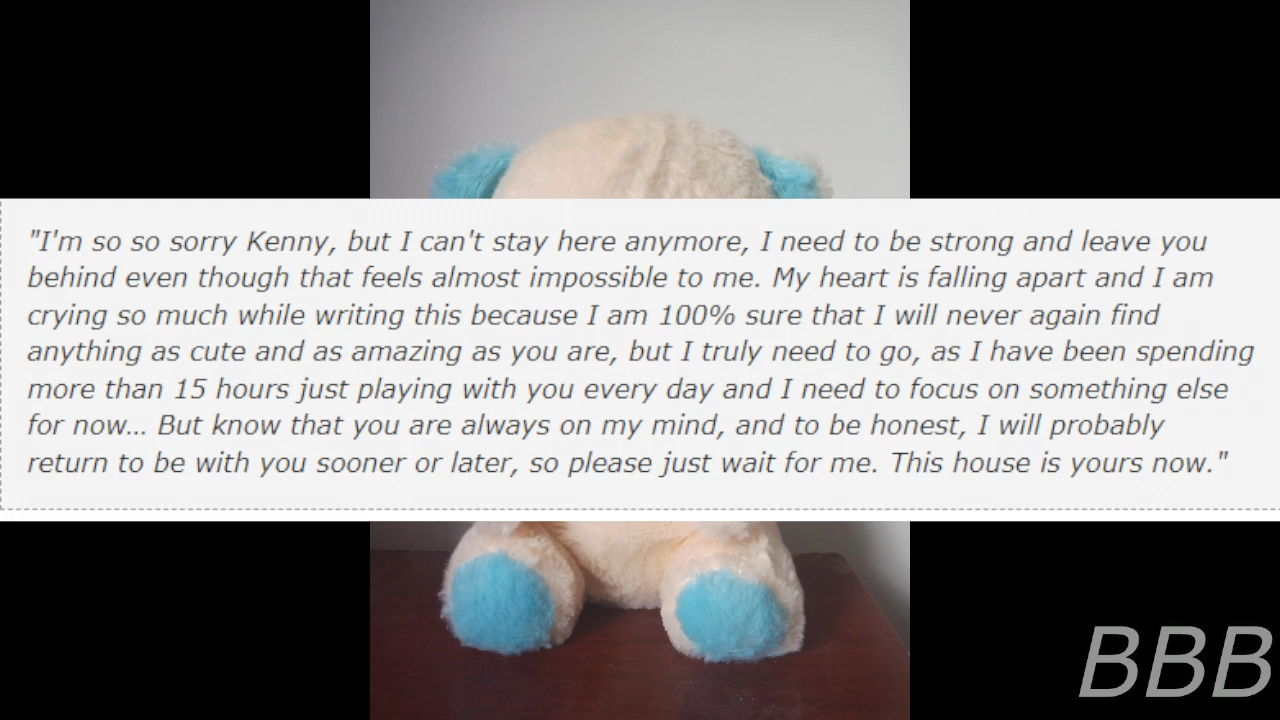 "I'm so so sorry Kenny, but I can't stay here anymore, I need to be strong and leave you
behind even though that feels almost impossible to me. My heart is falling apart and I am
crying so much while writing this because I am 100% sure that I will never again find
anything as cute and as amazing as you are, but I truly need to go, as I have been spending
more than 15 hours just playing with you every day and I need to focus on something else
for now... But know that you are always on my mind, and to be honest, I will probably
return to be with you sooner or later, so please just wait for me. This house is yours now."
BBB